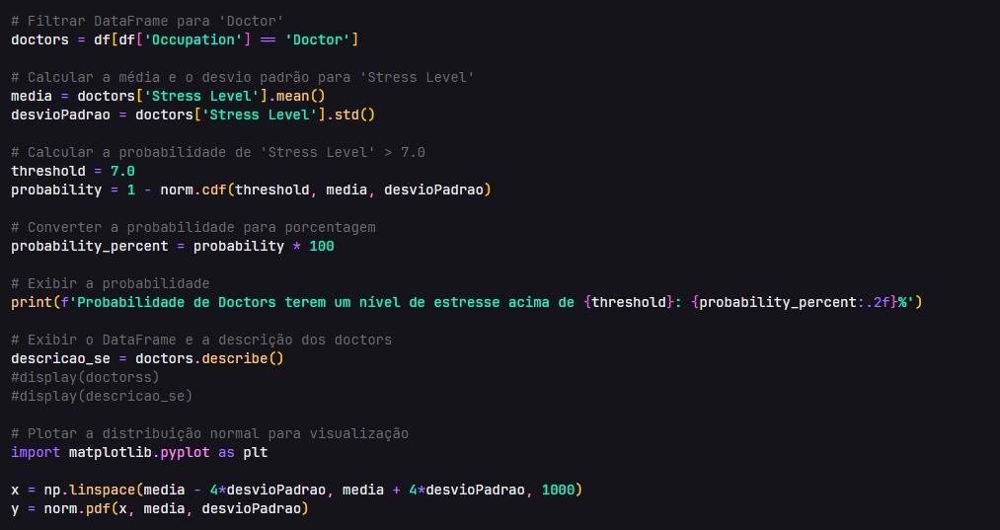 # Filtrar DataFrame para 'Doctor'
doctors = df[df['Occupation'] == 'Doctor']
# Calcular a média e o desvio padrão para 'Stress Level'
media = doctors['Stress Level'].mean()
desvioPadrao = doctors['Stress Level'].std()
# Calcular a probabilidade de 'Stress Level' > 7.0
threshold = 7.0
probability = 1 - norm.cdf(threshold, media, desvioPadrao)
# Converter a probabilidade para porcentagem
probability_percent = probability * 100
# Exibir a probabilidade
print(f'Probabilidade de Doctors terem um nível de estresse acima de {threshold}: {probability_percent:.2f}%')
# Exibir o DataFrame e a descrição dos doctors
descricao_se = doctors.describe()
#display(doctorss)
#display(descricao_se)
# Plotar a distribuição normal para visualização
import matplotlib.pyplot as plt
x = np.linspace(media - 4*desvioPadrao, media + 4*desvioPadrao, 1000)
y = norm.pdf(x, media, desvioPadrao)